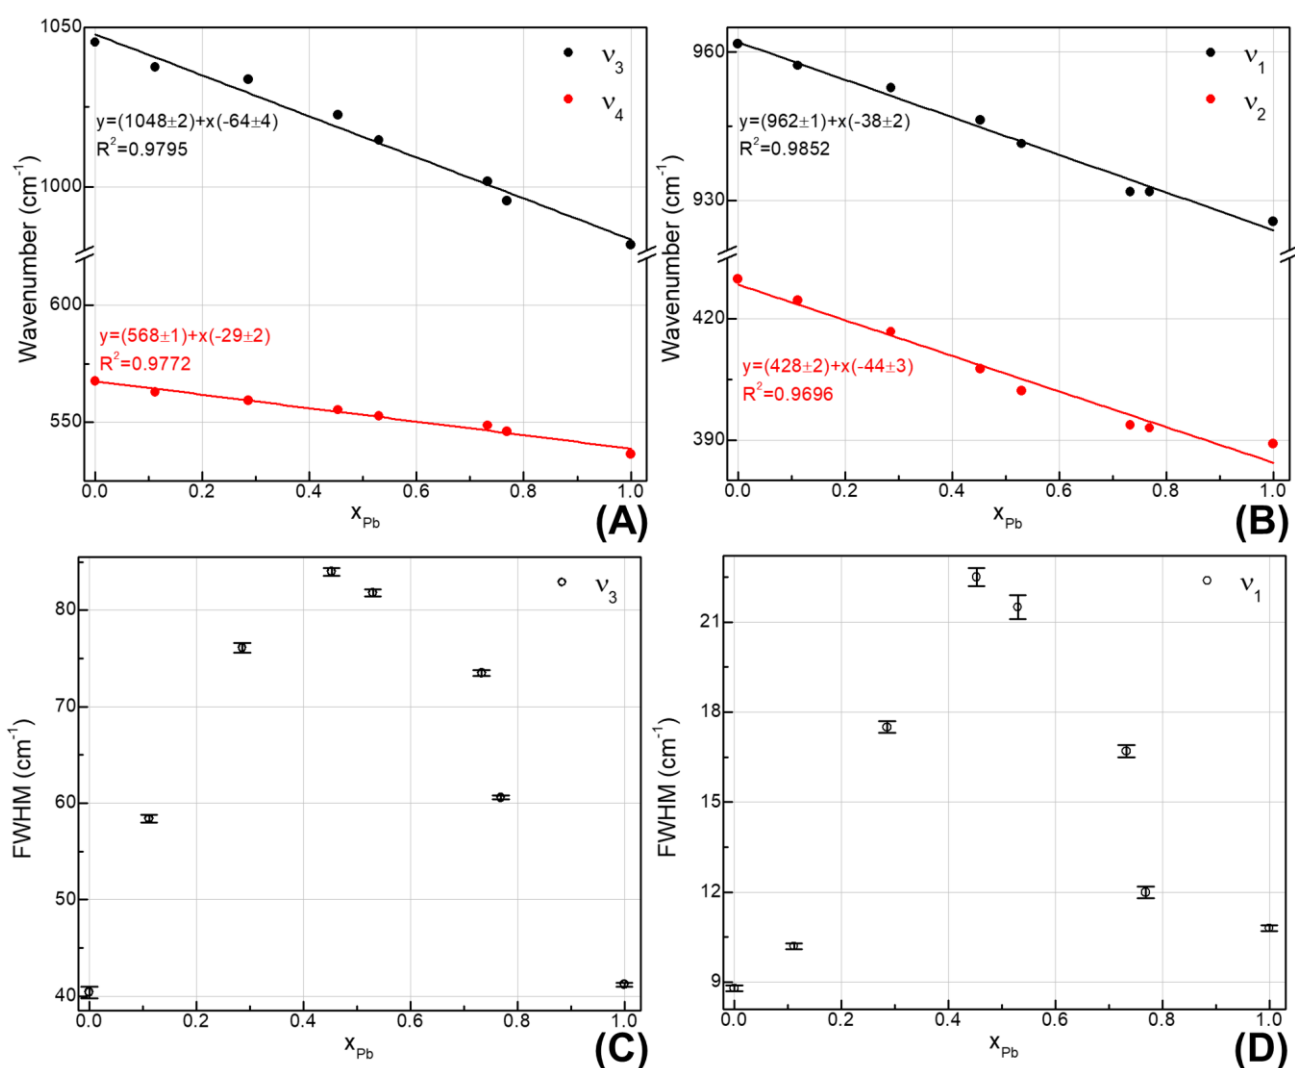 1050
1000
600
550
Wavenumber (cm⁻¹)
ν₃
ν₄
y=(1048±2)+x(-64±4)
R²=0.9795
y=(568±1)+x(-29±2)
R²=0.9772
0.0 0.2 0.4 0.6 0.8 1.0
x_Pb
(A)
960
930
420
390
Wavenumber (cm⁻¹)
ν₁
ν₂
y=(962±1)+x(-38±2)
R²=0.9852
y=(428±2)+x(-44±3)
R²=0.9696
0.0 0.2 0.4 0.6 0.8 1.0
x_Pb
(B)
80
70
60
50
40
FWHM (cm⁻¹)
ν₃
0.0 0.2 0.4 0.6 0.8 1.0
x_Pb
(C)
21
18
15
12
9
FWHM (cm⁻¹)
ν₁
0.0 0.2 0.4 0.6 0.8 1.0
x_Pb
(D)